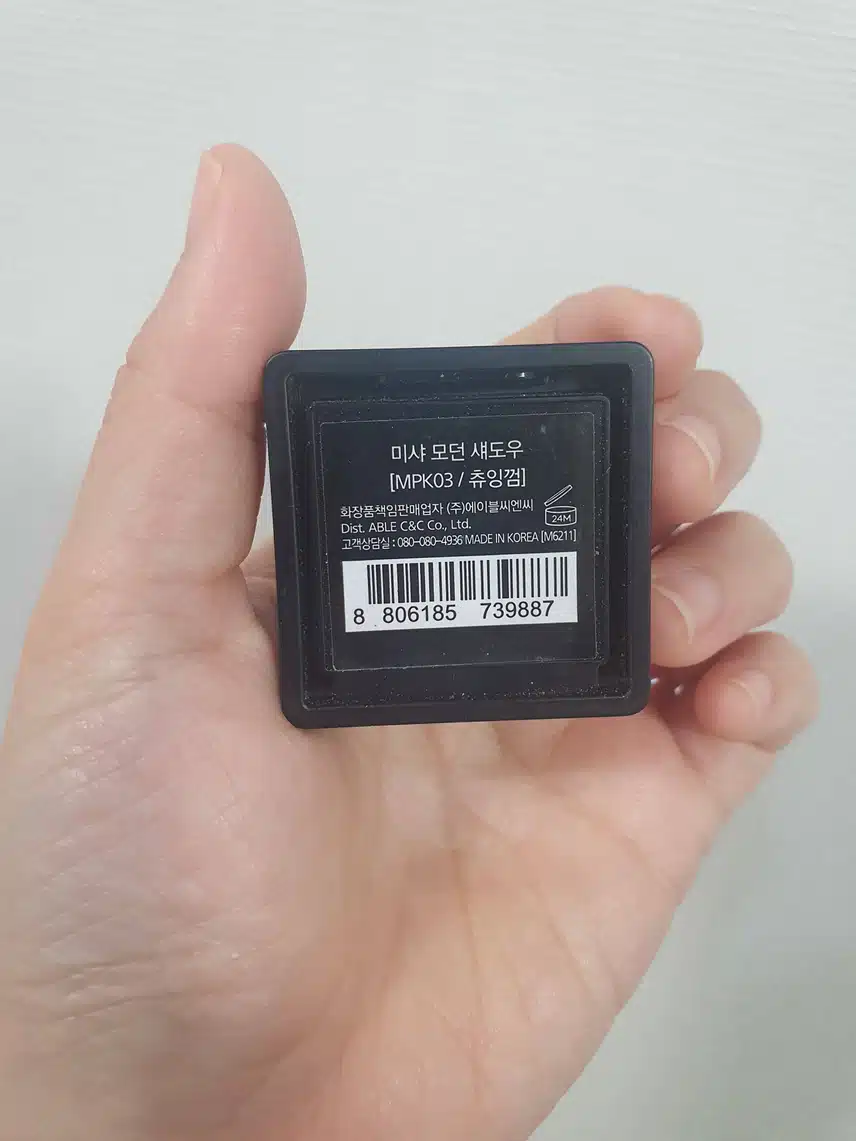 미샤 모던 섀도우
[MPK03 / 츄잉껌]
화장품책임판매업자 (주)에이블씨엔씨
Dist. ABLE C&C Co., Ltd.
24M
고객상담실 : 080-080-4936 MADE IN KOREA [M6211]
8 806185 739887